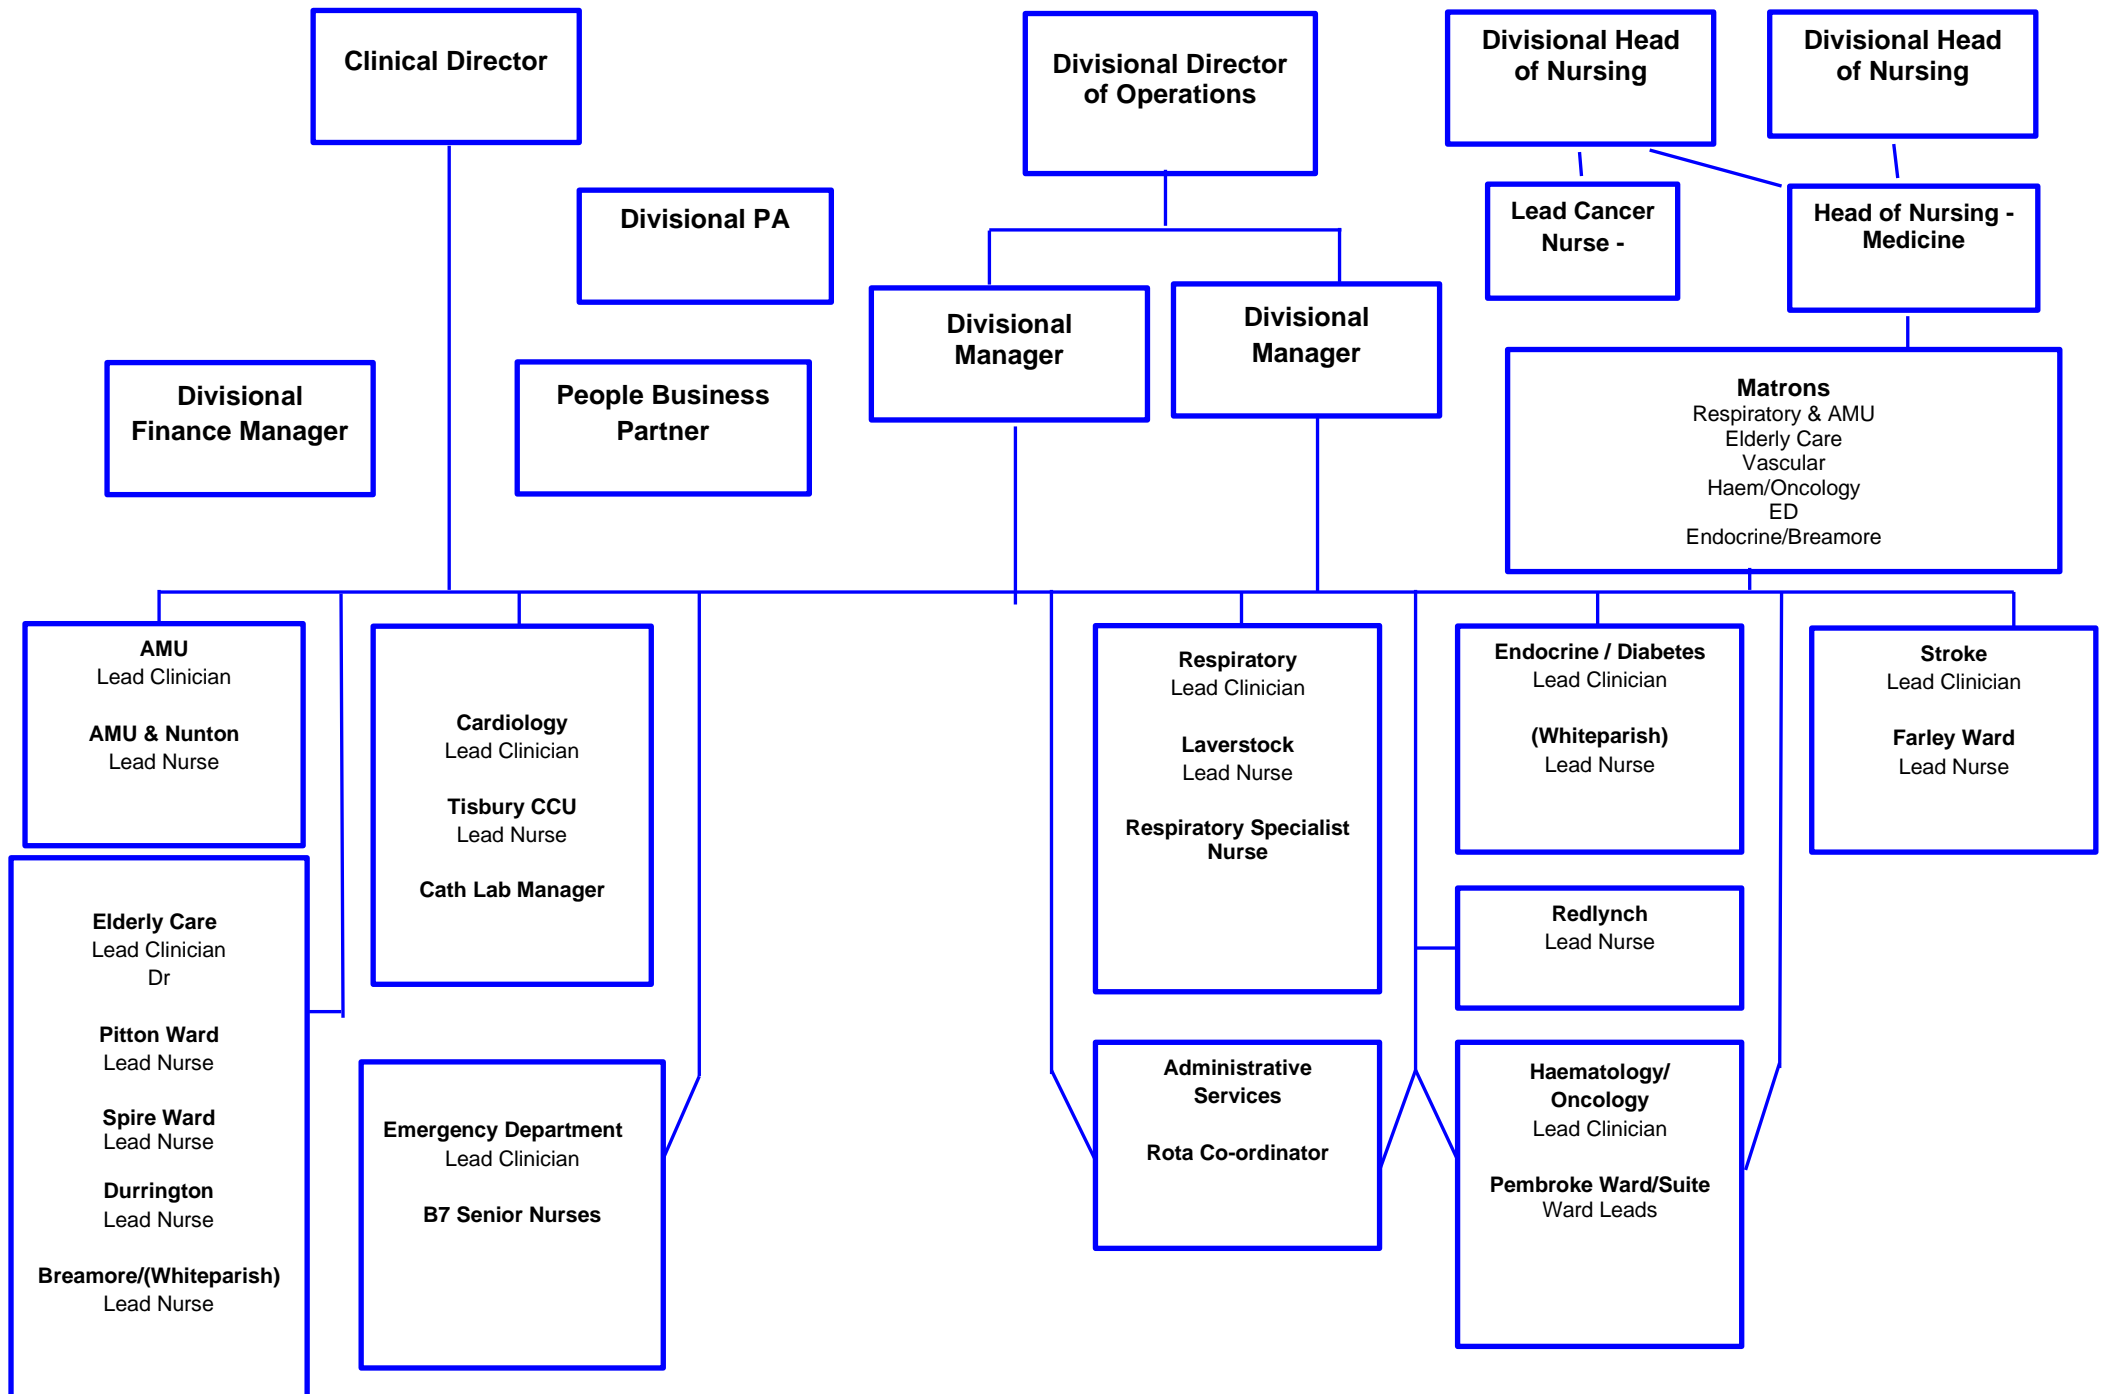 Clinical Director
Divisional Director
of Operations
Divisional Head
of Nursing
Divisional Head
of Nursing
Divisional PA
Lead Cancer
Nurse -
Head of Nursing -
Medicine
Divisional
Manager
Divisional
Manager
Divisional
Finance Manager
People Business
Partner
Matrons
Respiratory & AMU
Elderly Care
Vascular
Haem/Oncology
ED
Endocrine/Breamore
AMU
Lead Clinician
AMU & Nunton
Lead Nurse
Cardiology
Lead Clinician
Tisbury CCU
Lead Nurse
Cath Lab Manager
Respiratory
Lead Clinician
Laverstock
Lead Nurse
Respiratory Specialist
Nurse
Endocrine / Diabetes
Lead Clinician
(Whiteparish)
Lead Nurse
Stroke
Lead Clinician
Farley Ward
Lead Nurse
Elderly Care
Lead Clinician
Dr
Pitton Ward
Lead Nurse
Spire Ward
Lead Nurse
Durrington
Lead Nurse
Breamore/(Whiteparish)
Lead Nurse
Emergency Department
Lead Clinician
B7 Senior Nurses
Administrative
Services
Rota Co-ordinator
Redlynch
Lead Nurse
Haematology/
Oncology
Lead Clinician
Pembroke Ward/Suite
Ward Leads